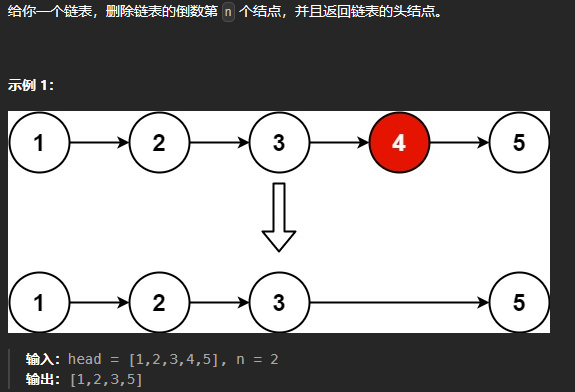 给你一个链表，删除链表的倒数第 n 个结点，并且返回链表的头结点。
示例 1：
1 2 3 4 5
1 2 3 5
输入：head = [1,2,3,4,5], n = 2
输出：[1,2,3,5]